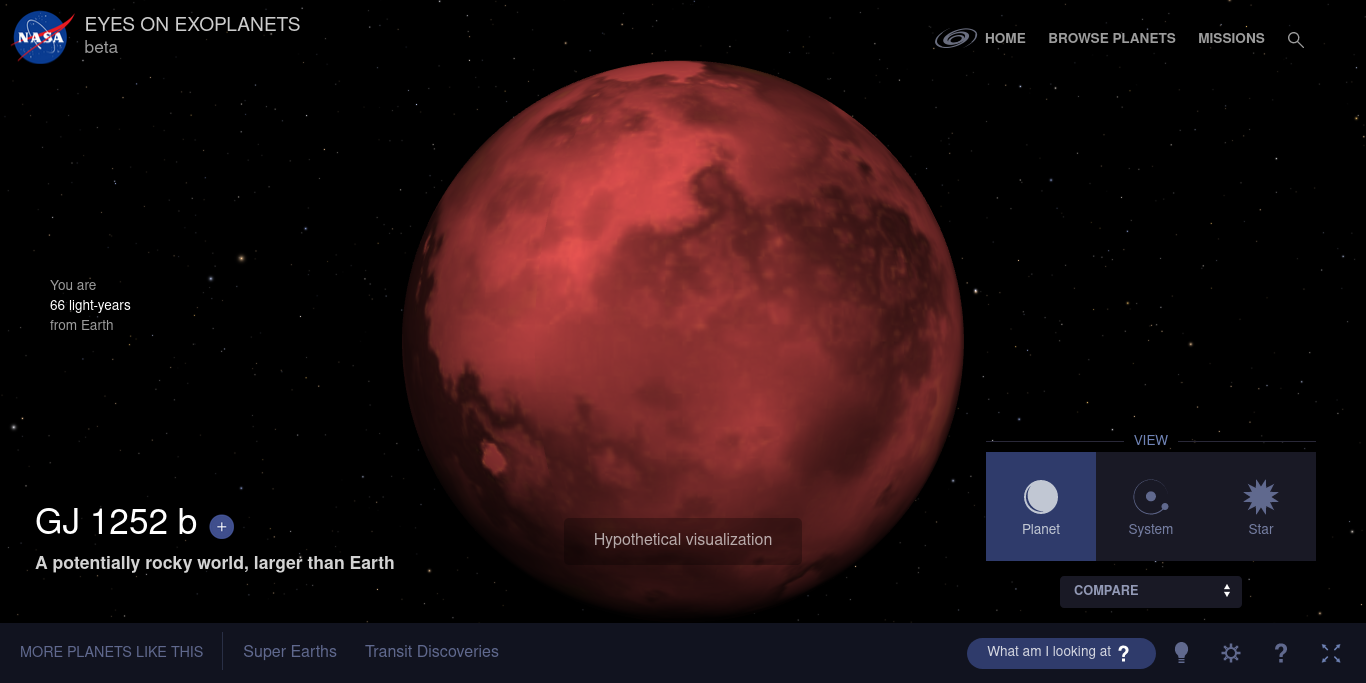 NASA
EYES ON EXOPLANETS
beta
HOME
BROWSE PLANETS
MISSIONS
You are
66 light-years
from Earth
VIEW
Planet
System
Star
GJ 1252 b +
A potentially rocky world, larger than Earth
Hypothetical visualization
COMPARE
MORE PLANETS LIKE THIS
Super Earths
Transit Discoveries
What am I looking at ?
?